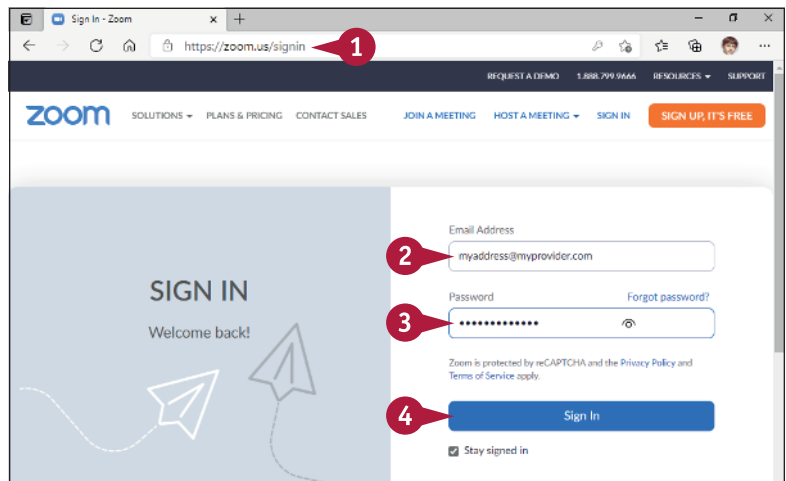 Sign In - Zoom
https://zoom.us/signin
1
REQUEST A DEMO 1.888.799.9666 RESOURCES SUPPORT
zoom SOLUTIONS PLANS & PRICING CONTACT SALES JOIN A MEETING HOST A MEETING SIGN IN SIGN UP, IT'S FREE
Email Address
2
myaddress@myprovider.com
SIGN IN
Welcome back!
Password Forgot password?
3
•••••••••••••
Zoom is protected by reCAPTCHA and the Privacy Policy and
Terms of Service apply.
4
Sign In
Stay signed in